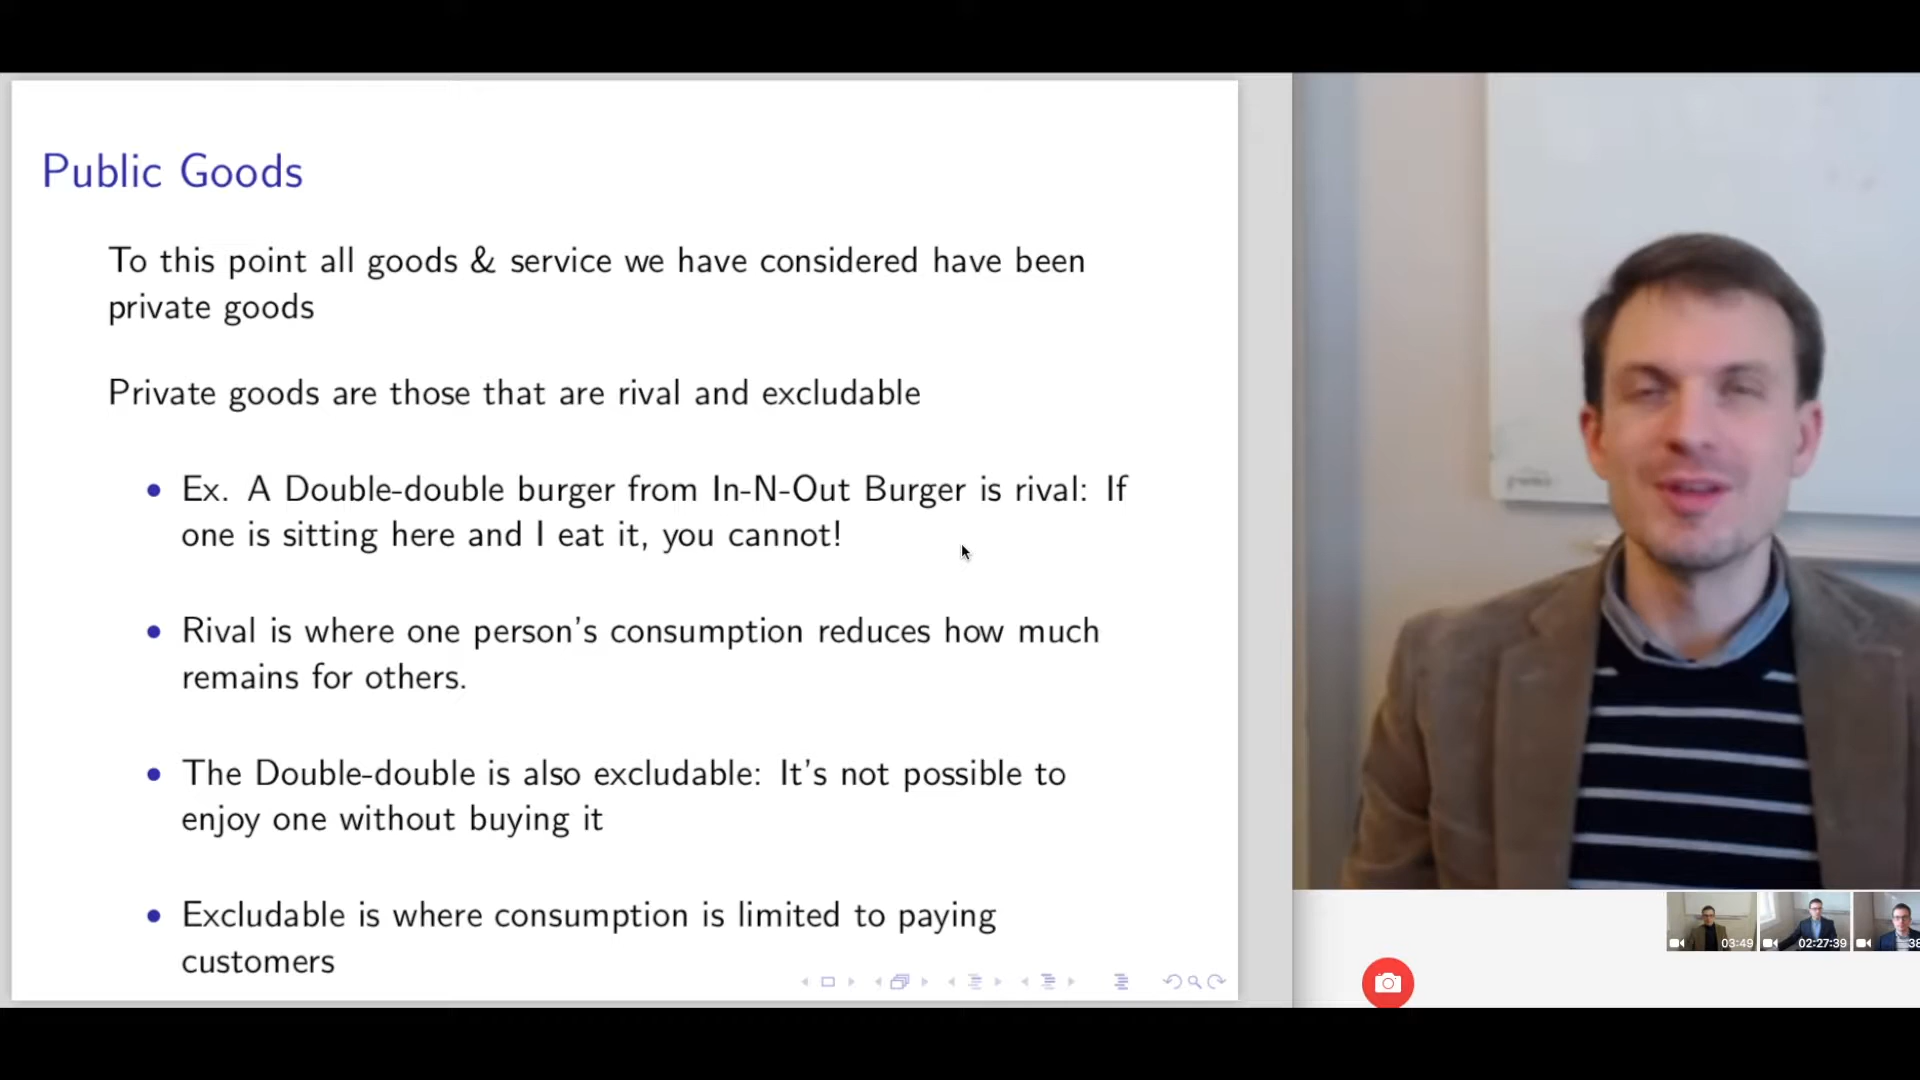 Public Goods
To this point all goods & service we have considered have been
private goods
Private goods are those that are rival and excludable
• Ex. A Double-double burger from In-N-Out Burger is rival: If
one is sitting here and I eat it, you cannot!
• Rival is where one person's consumption reduces how much
remains for others.
• The Double-double is also excludable: It's not possible to
enjoy one without buying it
• Excludable is where consumption is limited to paying
customers
03:49
02:27:39
38